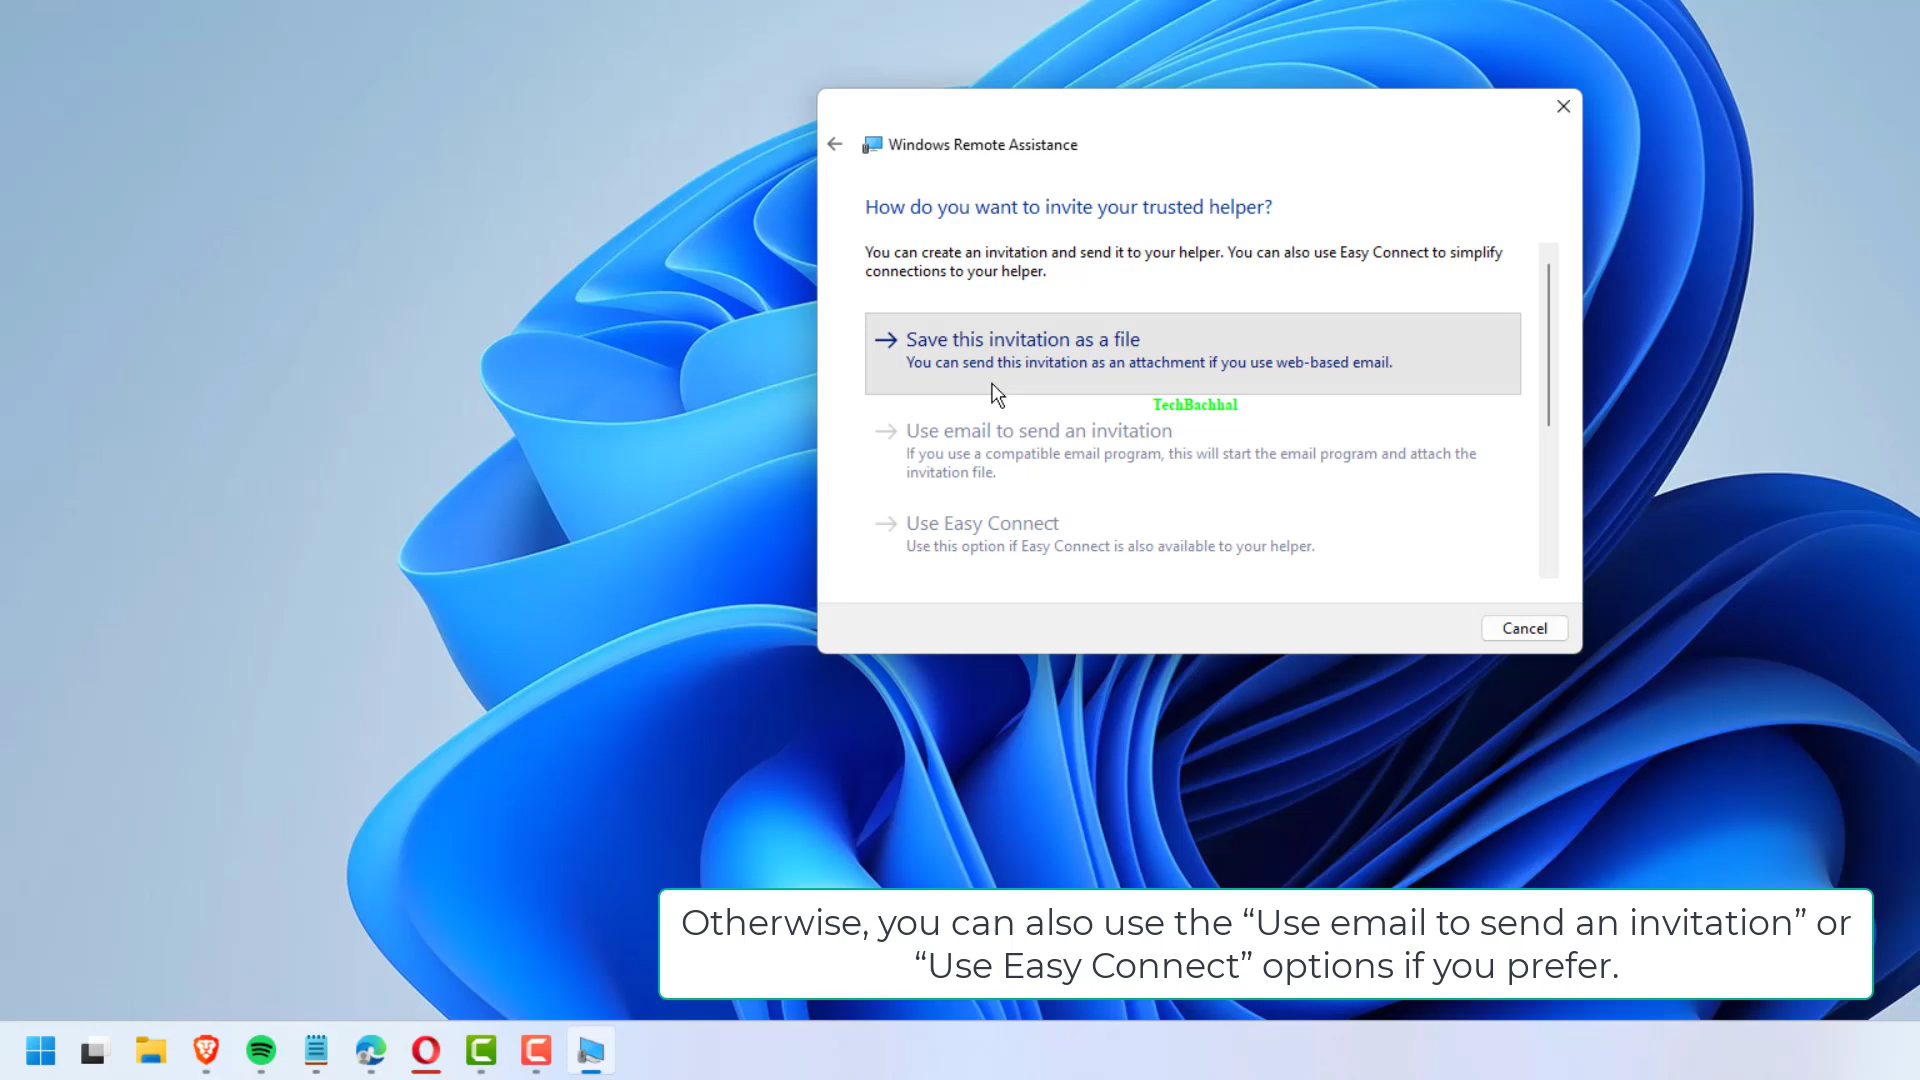 Windows Remote Assistance
How do you want to invite your trusted helper?
You can create an invitation and send it to your helper. You can also use Easy Connect to simplify
connections to your helper.
Save this invitation as a file
You can send this invitation as an attachment if you use web-based email.
TechBachhal
Use email to send an invitation
If you use a compatible email program, this will start the email program and attach the
invitation file.
Use Easy Connect
Use this option if Easy Connect is also available to your helper.
Cancel
Otherwise, you can also use the “Use email to send an invitation” or
“Use Easy Connect” options if you prefer.